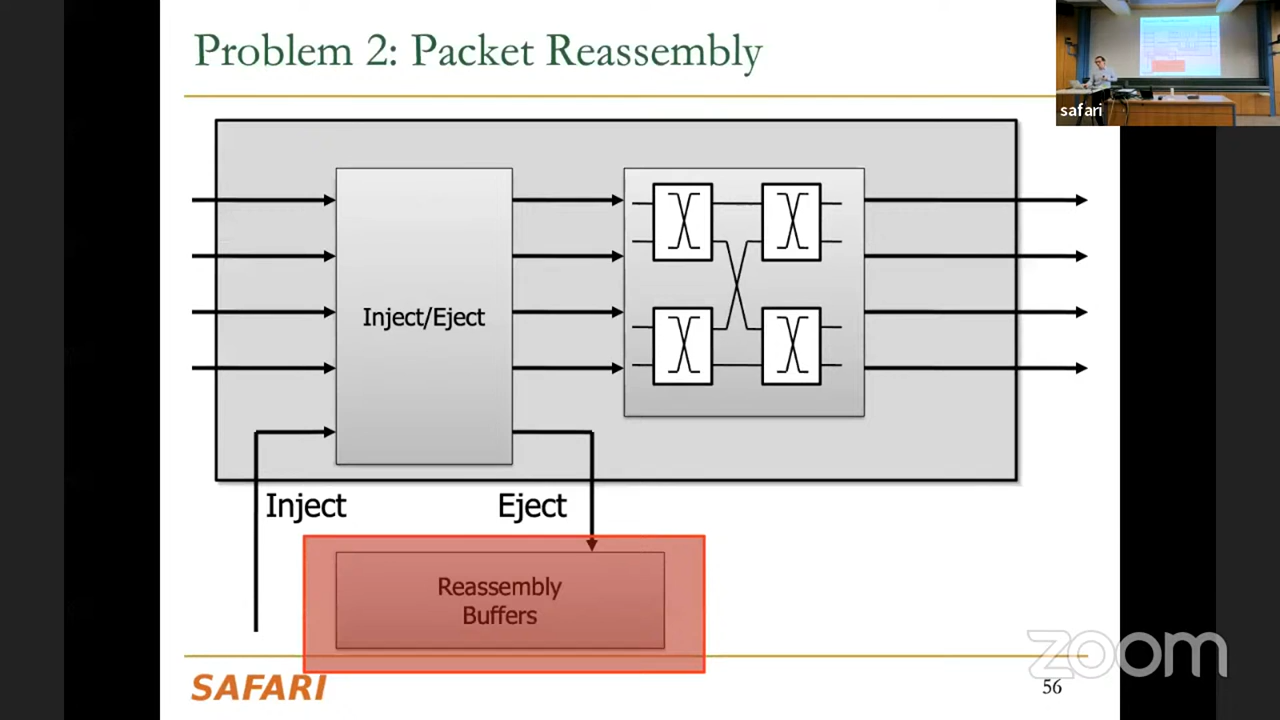 Problem 2: Packet Reassembly
safari
Inject/Eject
Inject
Eject
Reassembly
Buffers
zoom
SAFARI
56